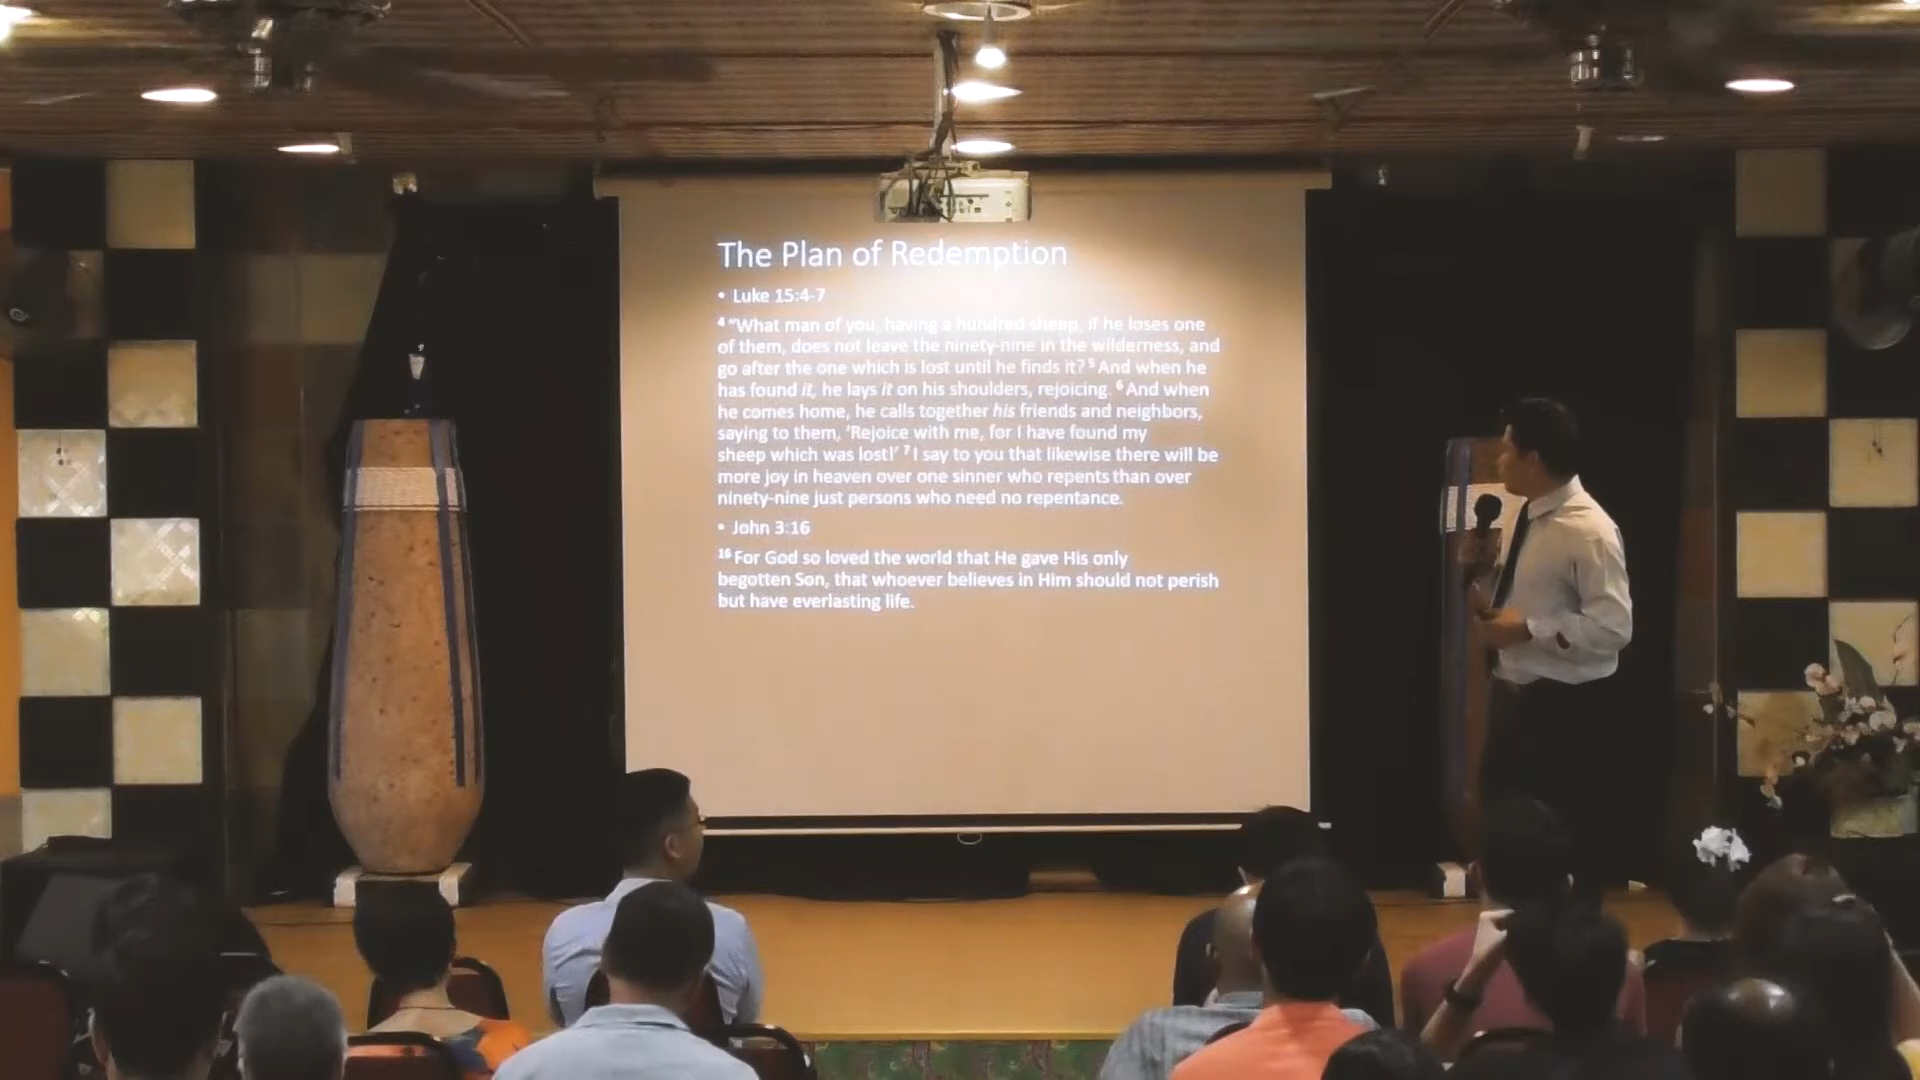 The Plan of Redemption
• Luke 15:4-7
4 “What man of you, having a hundred sheep, if he loses one
of them, does not leave the ninety-nine in the wilderness, and
go after the one which is lost until he finds it? 5 And when he
has found it, he lays it on his shoulders, rejoicing. 6 And when
he comes home, he calls together his friends and neighbors,
saying to them, ‘Rejoice with me, for I have found my
sheep which was lost!’ 7 I say to you that likewise there will be
more joy in heaven over one sinner who repents than over
ninety-nine just persons who need no repentance.
• John 3:16
16 For God so loved the world that He gave His only
begotten Son, that whoever believes in Him should not perish
but have everlasting life.